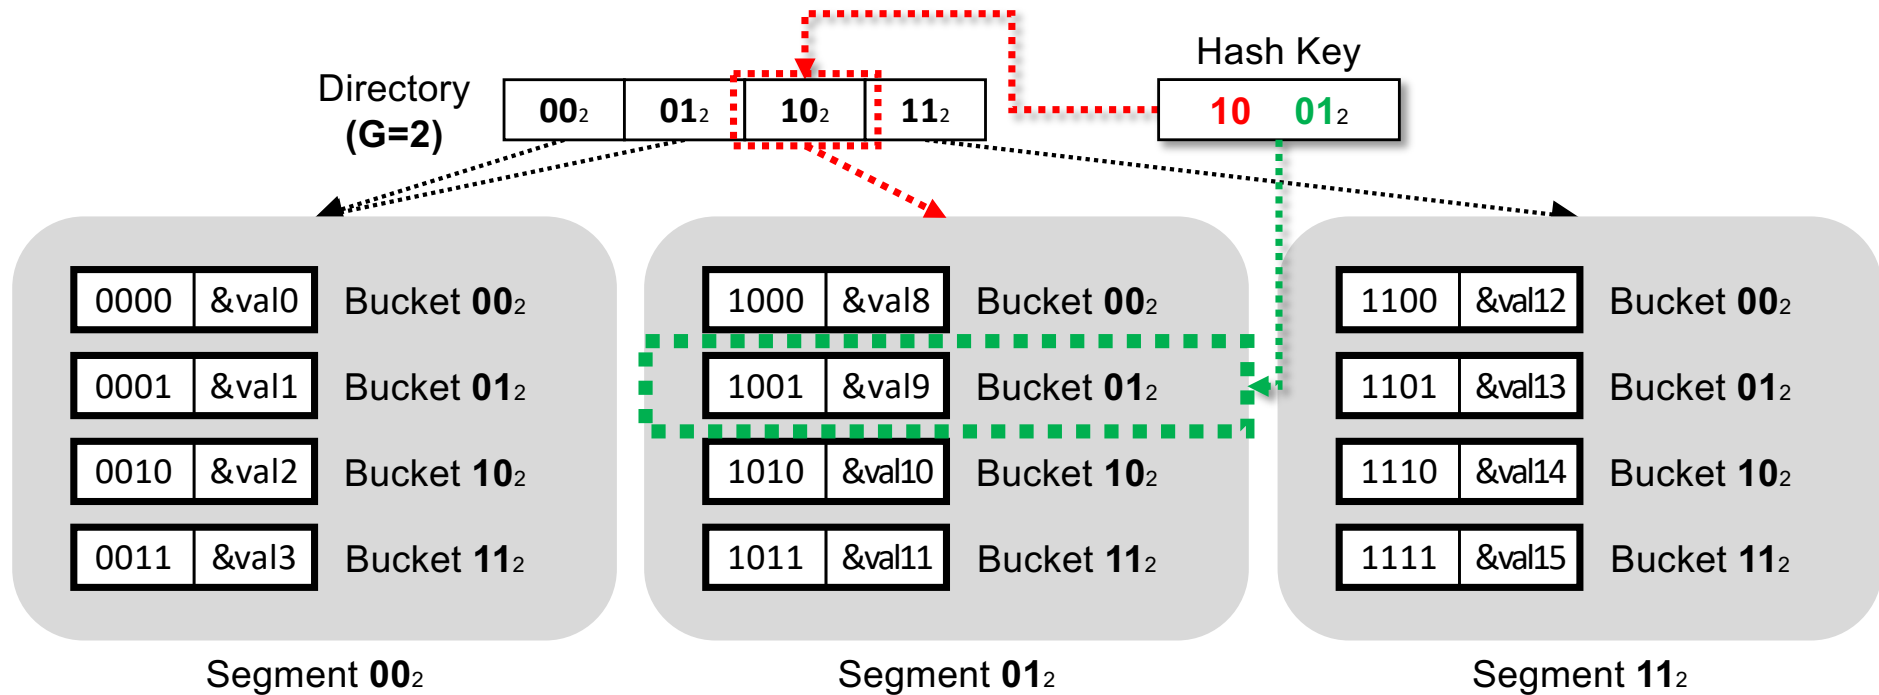 Hash Key
Directory
(G=2)
00₂ 01₂ 10₂ 11₂
10 01₂
0000 &val0 Bucket 00₂
0001 &val1 Bucket 01₂
0010 &val2 Bucket 10₂
0011 &val3 Bucket 11₂
Segment 00₂
1000 &val8 Bucket 00₂
1001 &val9 Bucket 01₂
1010 &val10 Bucket 10₂
1011 &val11 Bucket 11₂
Segment 01₂
1100 &val12 Bucket 00₂
1101 &val13 Bucket 01₂
1110 &val14 Bucket 10₂
1111 &val15 Bucket 11₂
Segment 11₂